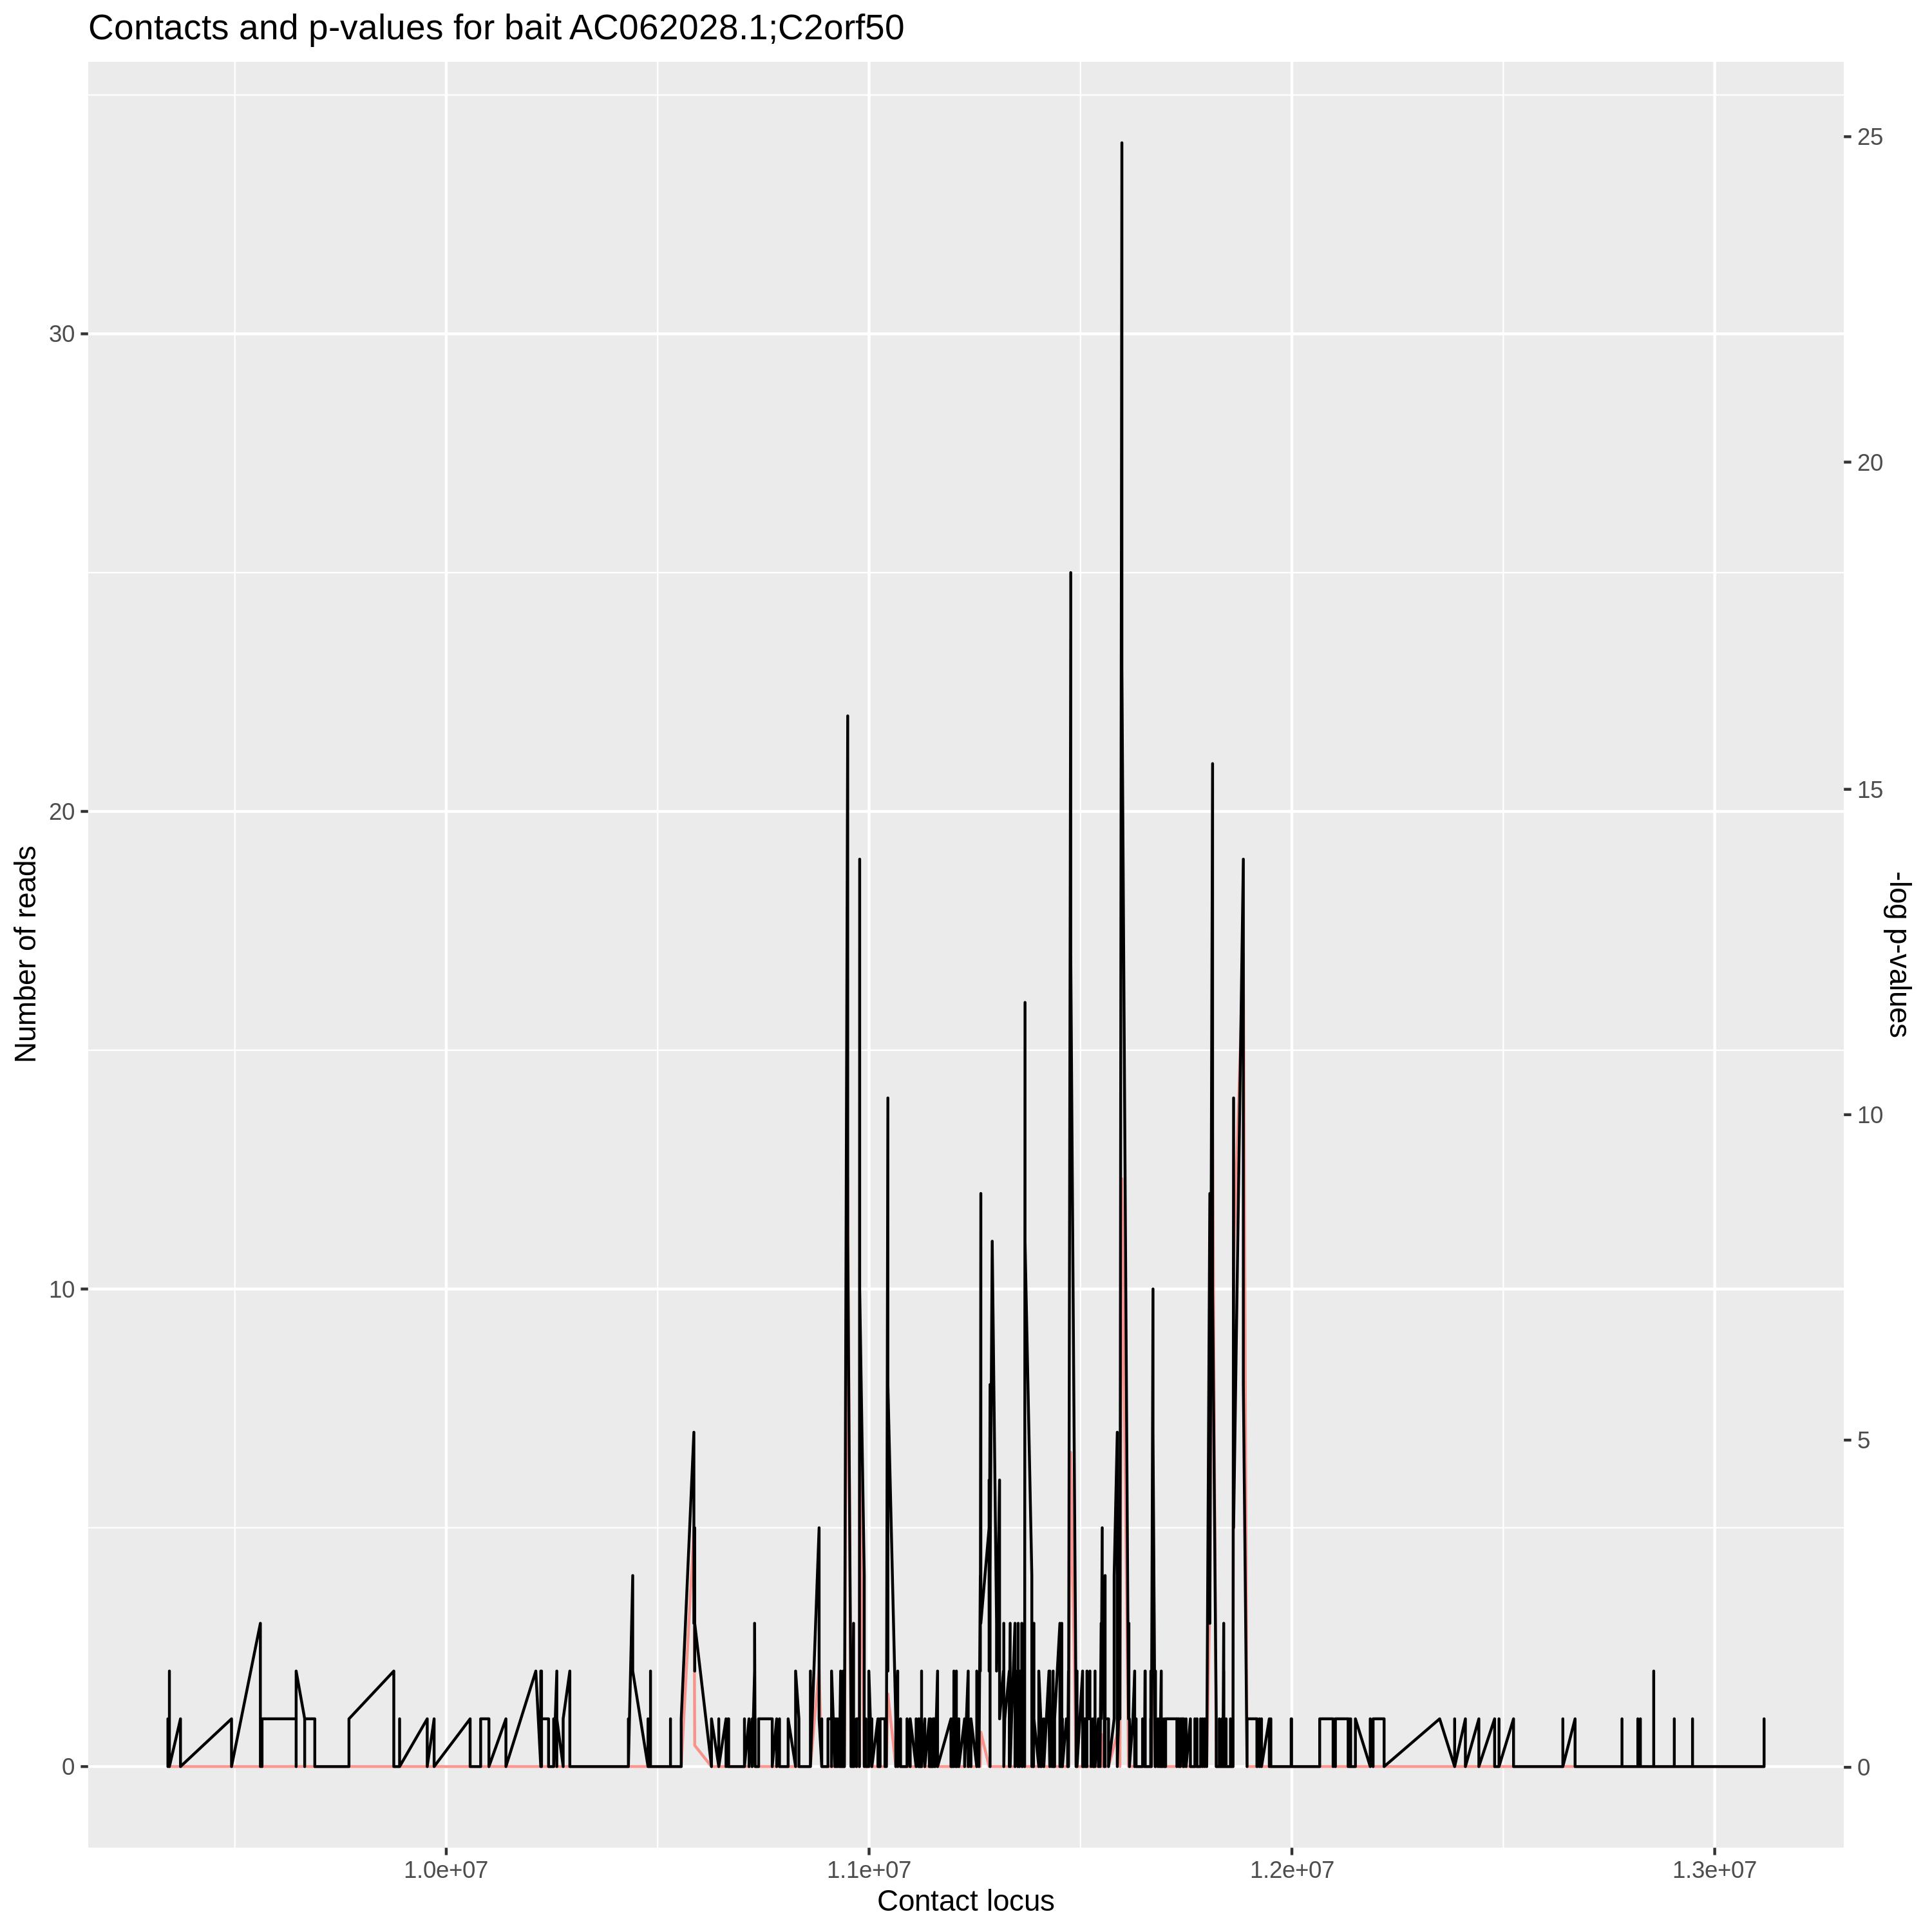 Contacts and p-values for bait AC062028.1;C2orf50
Number of reads
30
20
10
0
25
20
15
10
5
0
-log p-values
1.0e+07 1.1e+07 1.2e+07 1.3e+07
Contact locus